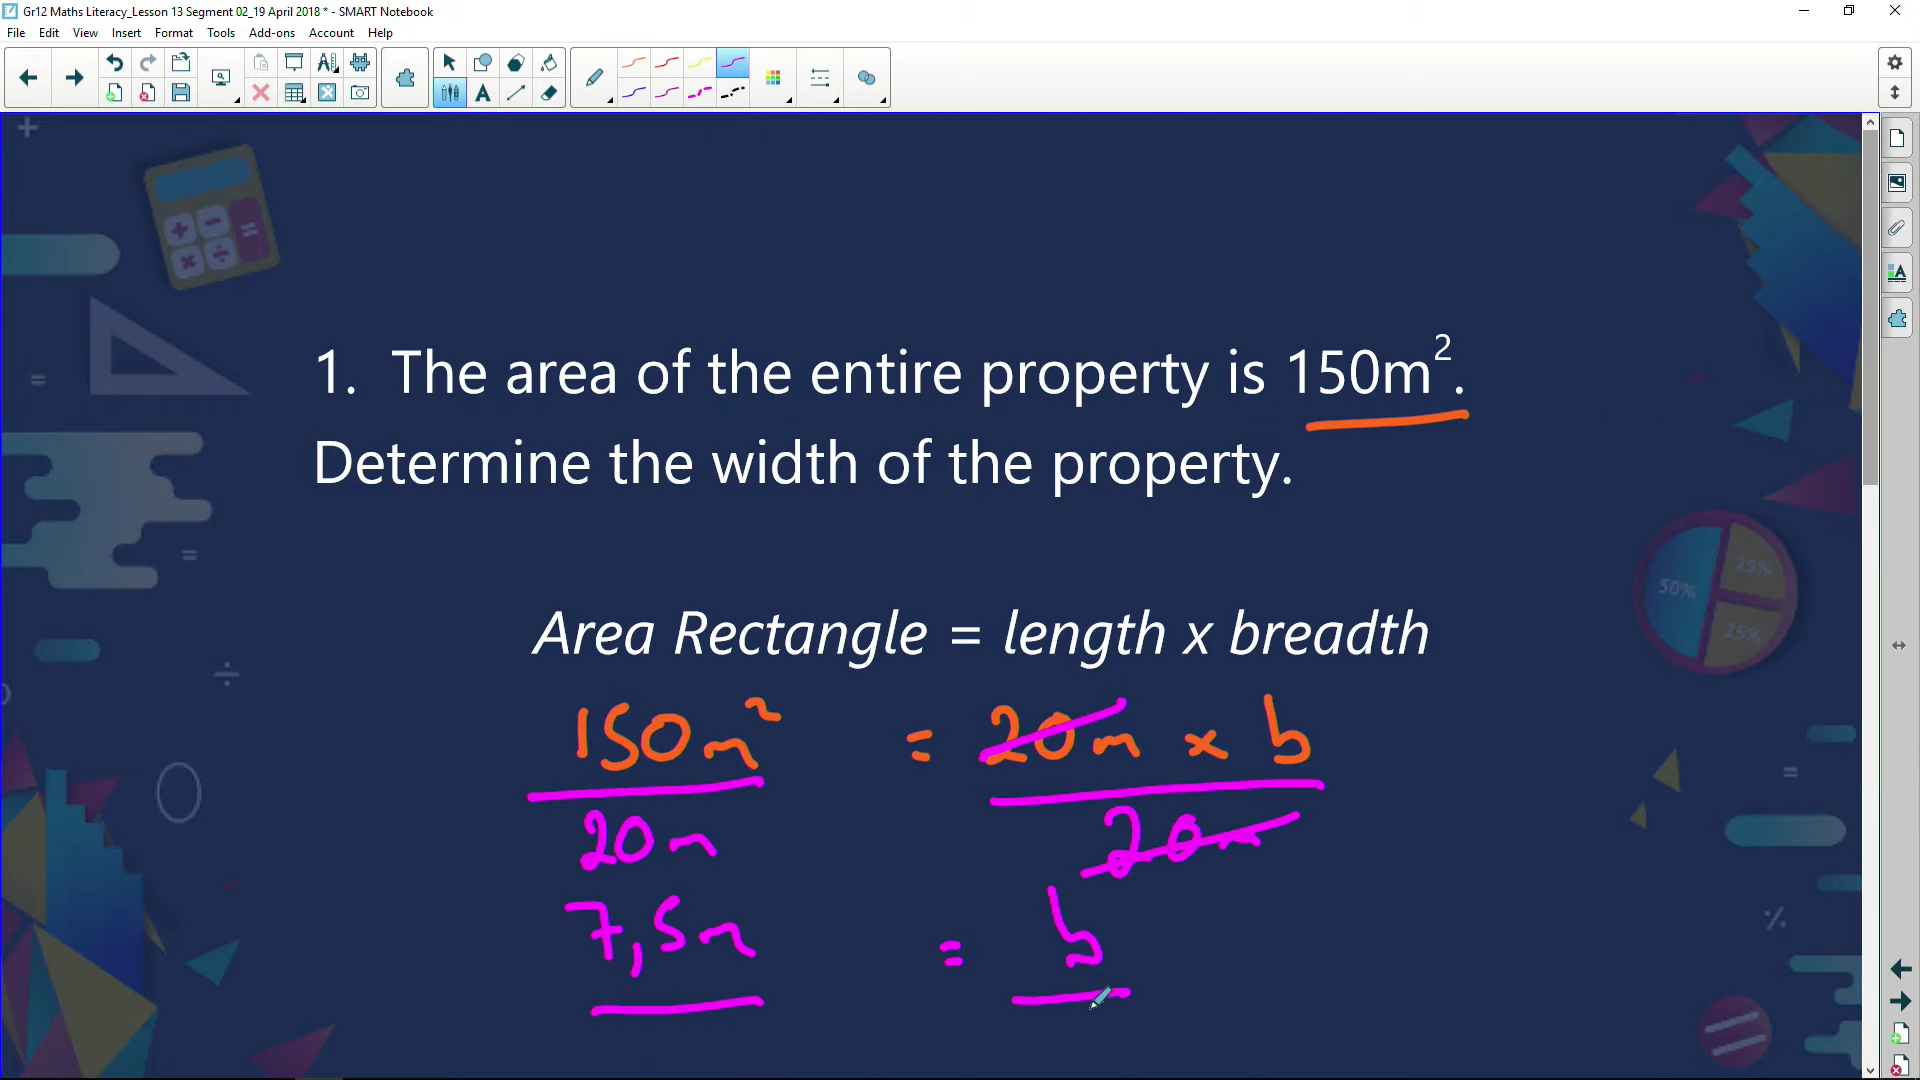 Gr12 Maths Literacy_Lesson 13 Segment 02_19 April 2018 * - SMART Notebook
File Edit View Insert Format Tools Add-ons Account Help
1. The area of the entire property is 150m².
Determine the width of the property.
50% 25%
25%
Area Rectangle = length x breadth
150m² = 20m x b
20m 20m
7,5m = b